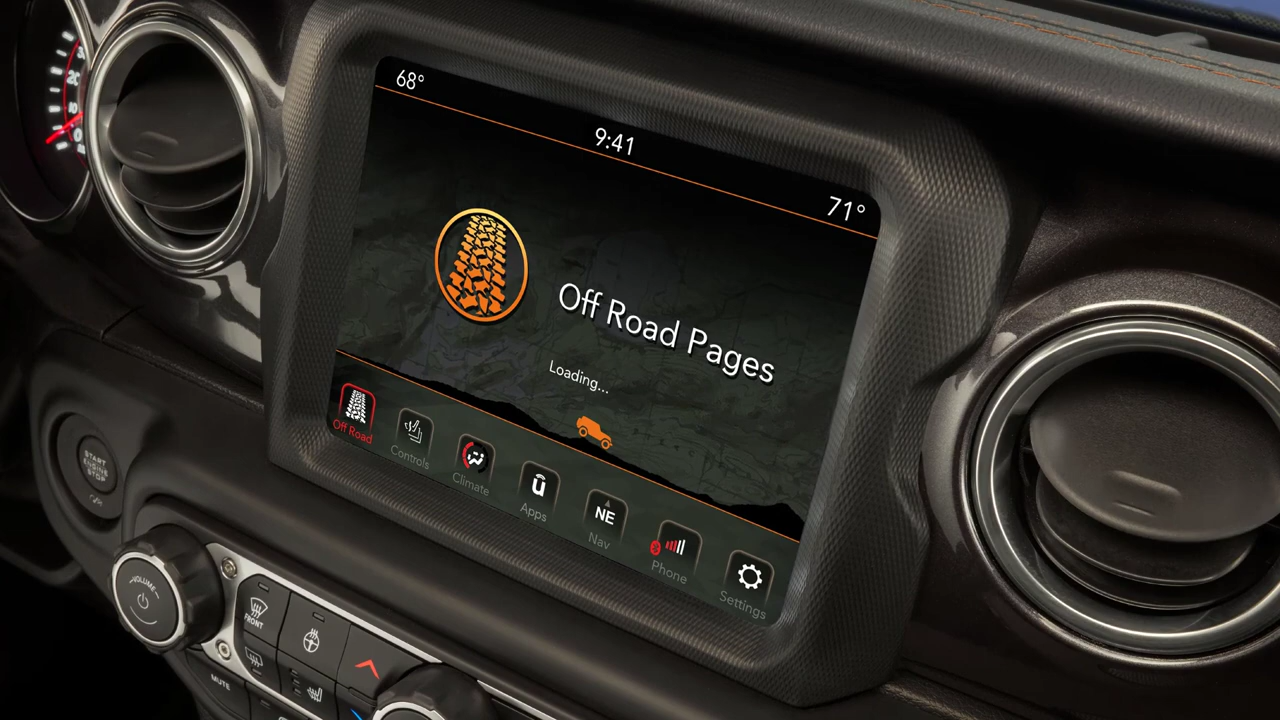 68°
9:41
71°
Off Road Pages
Loading...
Off Road
Controls
Climate
Apps
NE
Nav
Phone
Settings
START
ENGINE
STOP
VOLUME
FRONT
MUTE